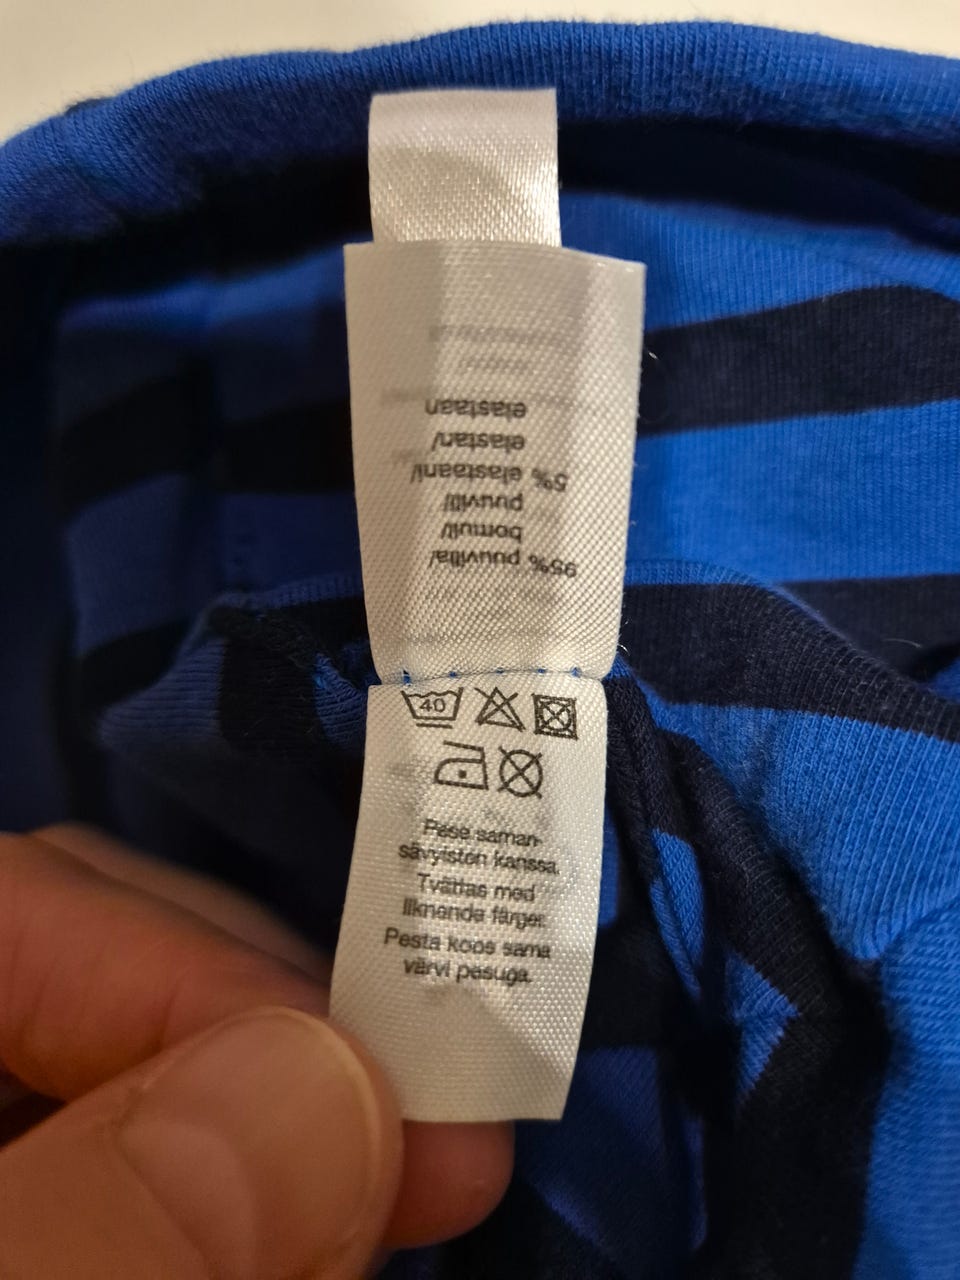 95% puuvilla/
bomull/
puuvill/
5% elastaani/
elastan/
elastaan
40
Pese saman-
sävyisten kanssa.
Tvättas med
liknande färger.
Pesta koos sama
värvi pesuga.